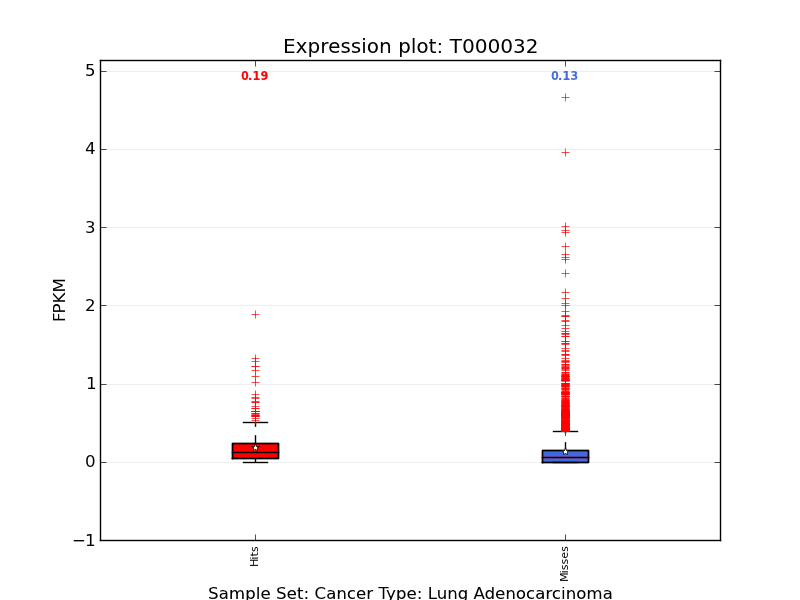 Expression plot: T000032
0.19
0.13
5
4
3
2
1
0
−1
FPKM
Hits
Misses
Sample Set: Cancer Type: Lung Adenocarcinoma